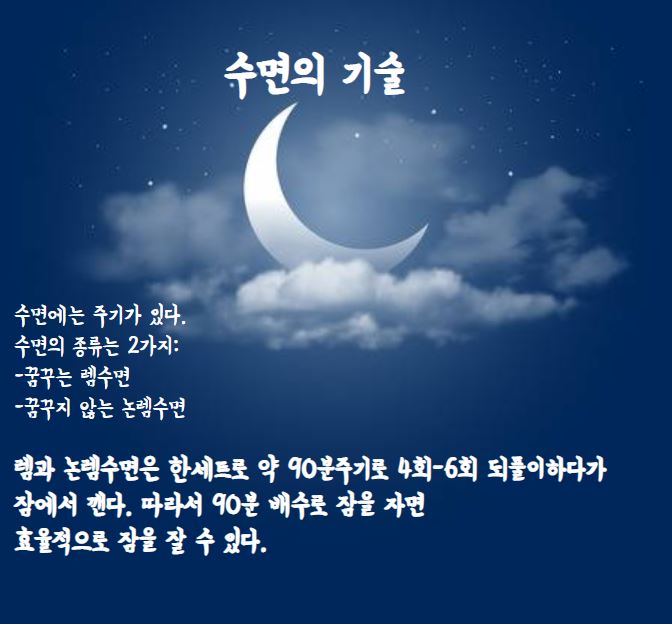 수면의 기술
수면에는 주기가 있다.
수면의 종류는 2가지:
-꿈꾸는 렘수면
-꿈꾸지 않는 논렘수면
렘과 논렘수면은 한세트로 약 90분주기로 4회-6회 되풀이하다가
잠에서 깬다. 따라서 90분 배수로 잠을 자면
효율적으로 잠을 잘 수 있다.